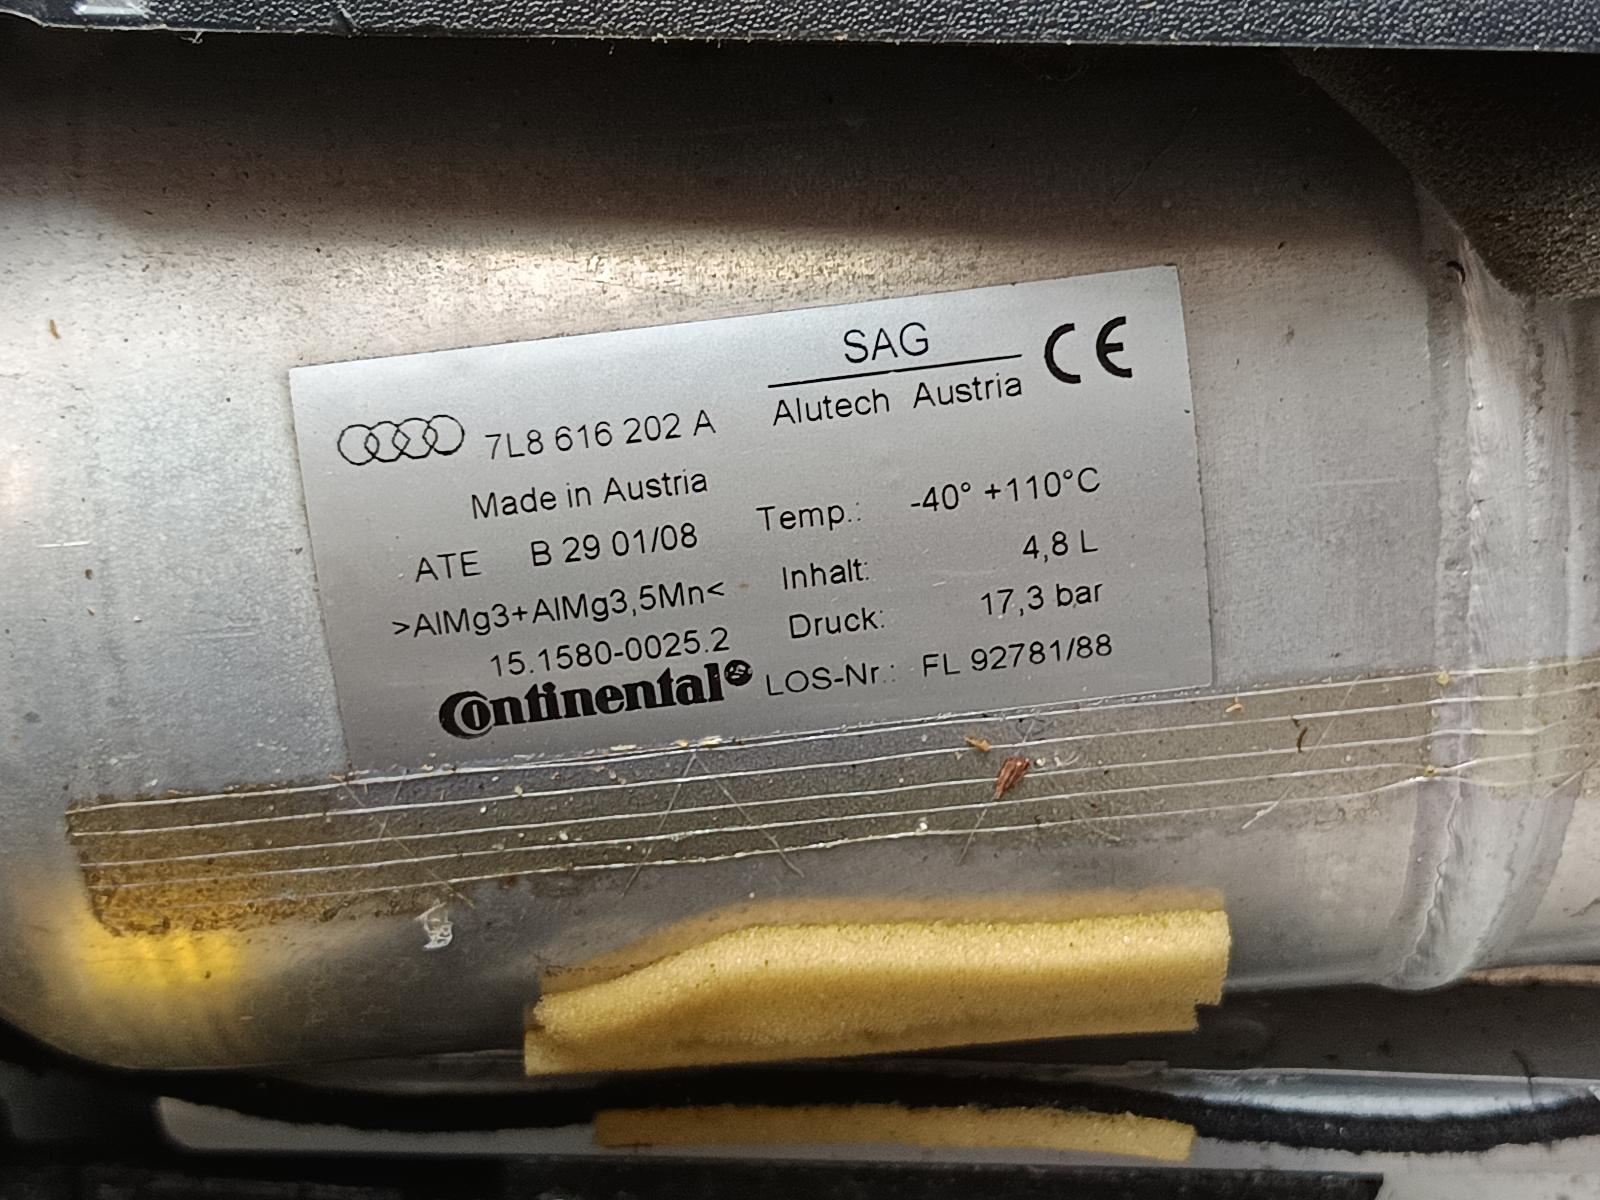 SAG
Alutech Austria
CE
7L8 616 202 A
Made in Austria
ATE B 29 01/08
>AlMg3+AlMg3,5Mn<
15.1580-0025.2
Continental
Temp.: -40° +110°C
Inhalt: 4,8 L
Druck: 17,3 bar
LOS-Nr.: FL 92781/88